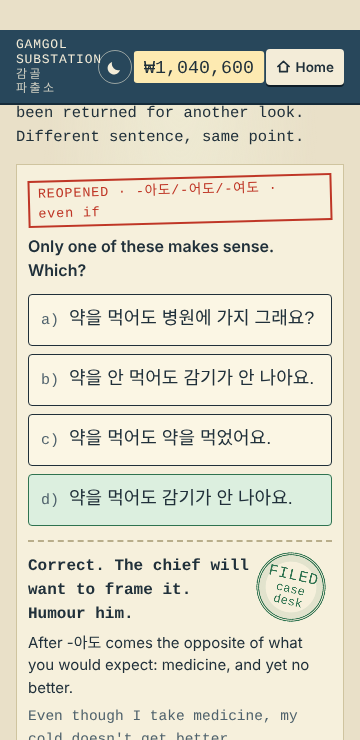 GAMGOL
SUBSTATION
감골
파출소
₩1,040,600
Home
been returned for another look.
Different sentence, same point.
REOPENED · -아도/-어도/-여도 ·
even if
Only one of these makes sense.
Which?
a) 약을 먹어도 병원에 가지 그래요?
b) 약을 안 먹어도 감기가 안 나아요.
c) 약을 먹어도 약을 먹었어요.
d) 약을 먹어도 감기가 안 나아요.
Correct. The chief will
want to frame it.
Humour him.
FILED
case
desk
After -아도 comes the opposite of what
you would expect: medicine, and yet no
better.
Even though I take medicine, my
cold doesn't get better.